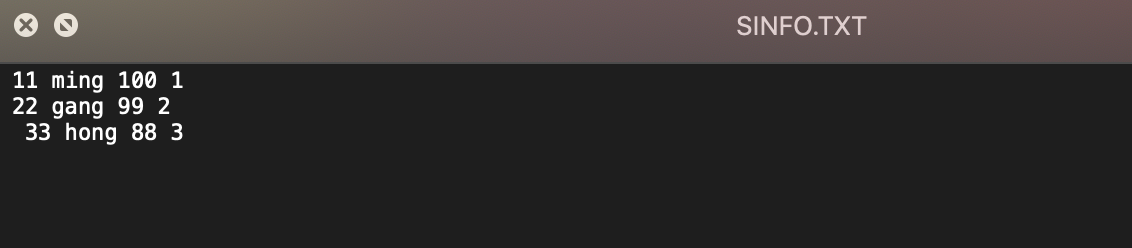 SINFO.TXT
11 ming 100 1
22 gang 99 2
 33 hong 88 3